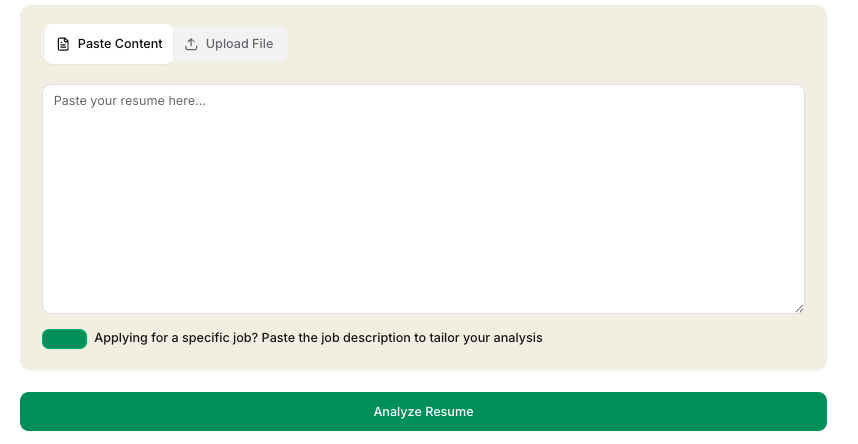 Paste Content
Upload File
Paste your resume here...
Applying for a specific job? Paste the job description to tailor your analysis
Analyze Resume